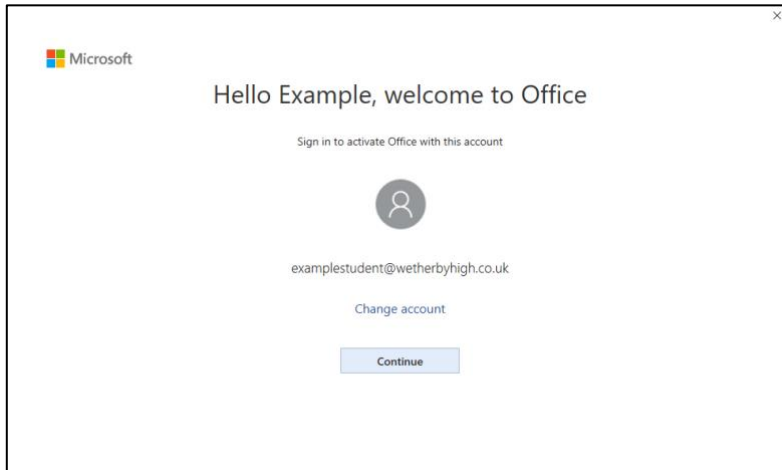 Microsoft
Hello Example, welcome to Office
Sign in to activate Office with this account
examplestudent@wetherbyhigh.co.uk
Change account
Continue